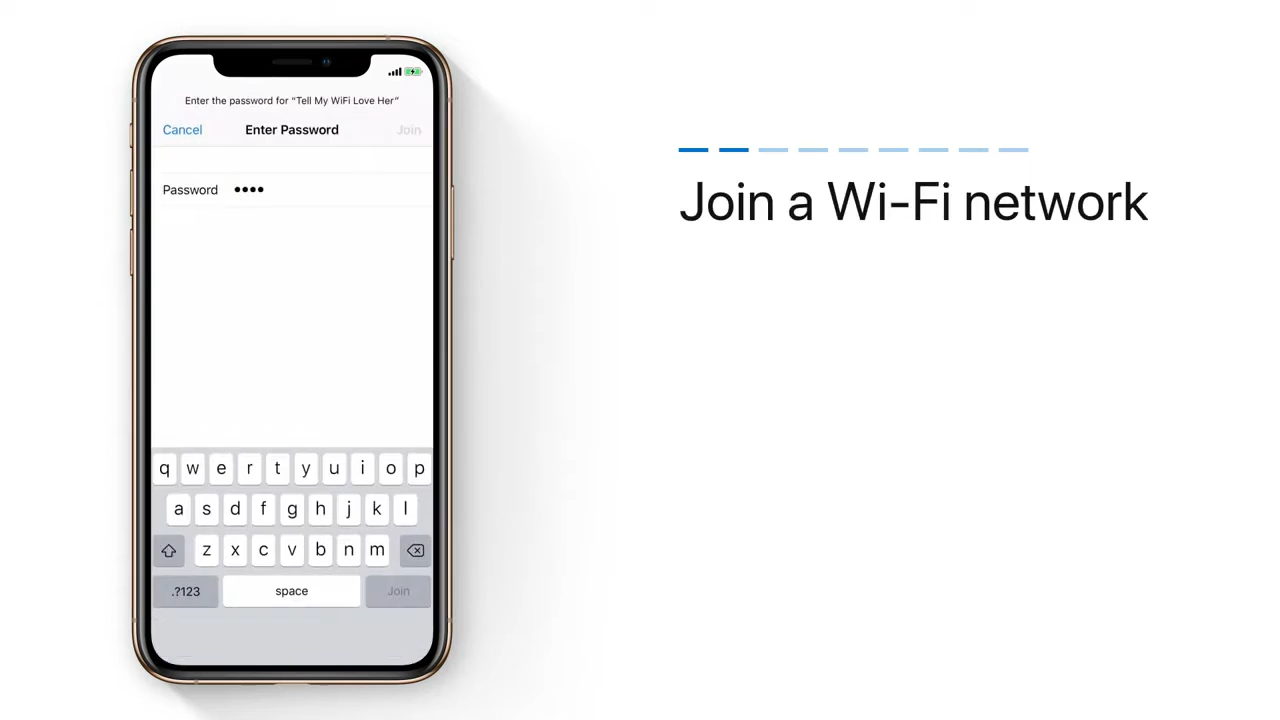 Enter the password for “Tell My WiFi Love Her”
Cancel Enter Password Join
Password ••••
q w e r t y u i o p
a s d f g h j k l
z x c v b n m
.?123 space Join
Join a Wi-Fi network